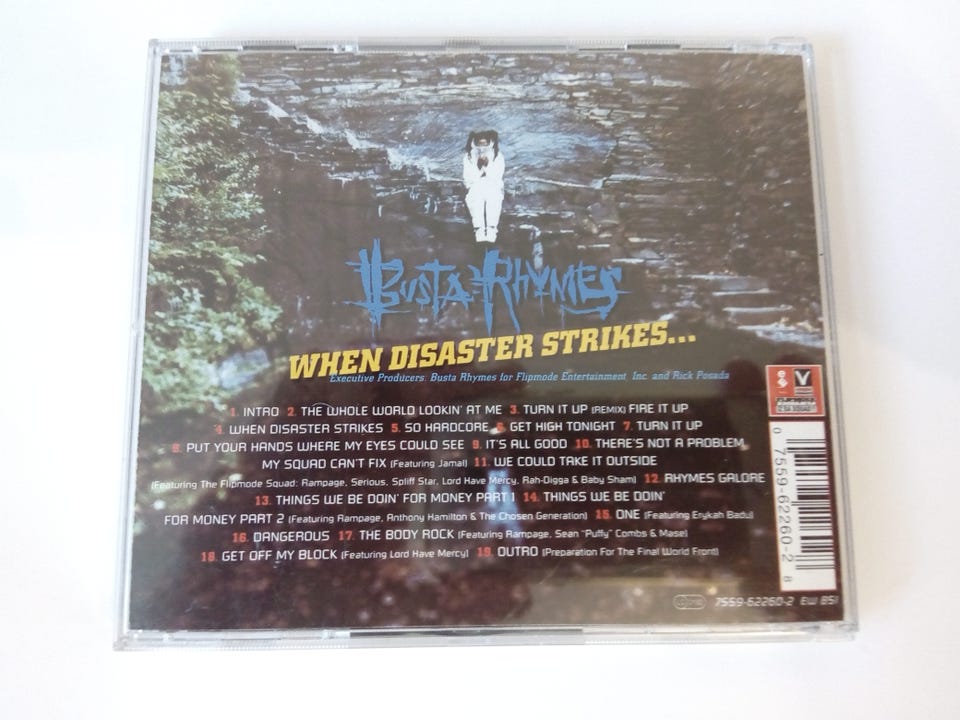 BUSTA RHYMES
WHEN DISASTER STRIKES...
Executive Producers: Busta Rhymes for Flipmode Entertainment, Inc. and Rick Posada
1. INTRO 2. THE WHOLE WORLD LOOKIN' AT ME 3. TURN IT UP (REMIX) FIRE IT UP
4. WHEN DISASTER STRIKES 5. SO HARDCORE 6. GET HIGH TONIGHT 7. TURN IT UP
8. PUT YOUR HANDS WHERE MY EYES COULD SEE 9. IT'S ALL GOOD 10. THERE'S NOT A PROBLEM
MY SQUAD CAN'T FIX (Featuring Jamal) 11. WE COULD TAKE IT OUTSIDE
(Featuring The Flipmode Squad: Rampage, Serious, Spliff Star, Lord Have Mercy, Rah-Digga & Baby Sham) 12. RHYMES GALORE
13. THINGS WE BE DOIN' FOR MONEY PART 1 14. THINGS WE BE DOIN'
FOR MONEY PART 2 (Featuring Rampage, Anthony Hamilton & The Chosen Generation) 15. ONE (Featuring Erykah Badu)
16. DANGEROUS 17. THE BODY ROCK (Featuring Rampage, Sean "Puffy" Combs & Mase)
18. GET OFF MY BLOCK (Featuring Lord Have Mercy) 19. OUTRO (Preparation For The Final World Front)
0 7559-62260-2 8
7559-62260-2 EW 851